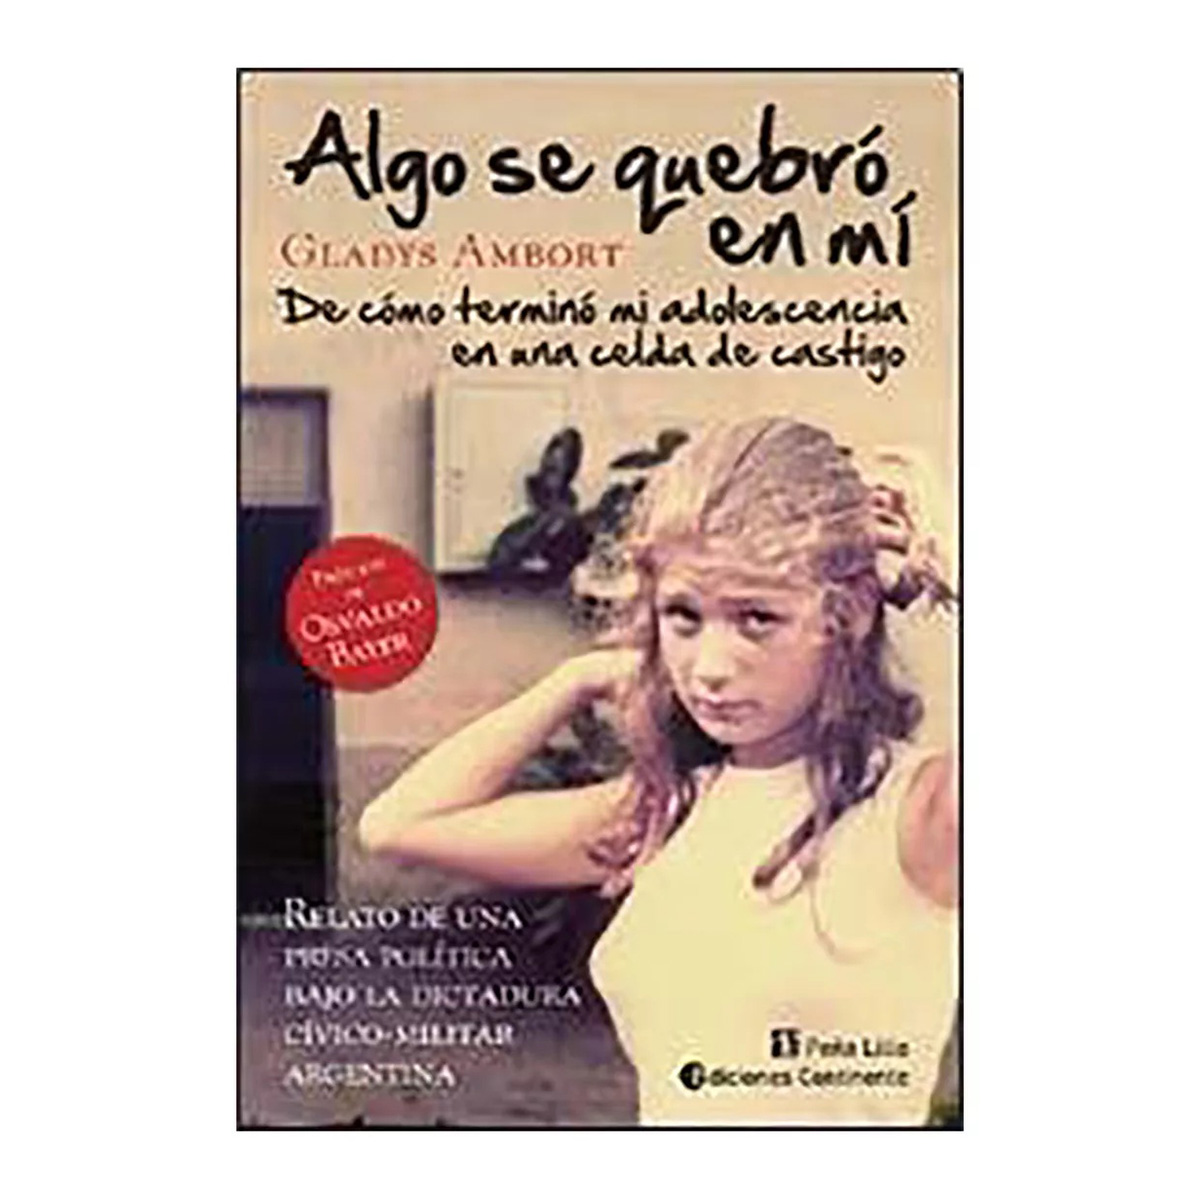 Algo se quebró
en mí
GLADYS AMBORT
De cómo terminó mi adolescencia
en una celda de castigo
PRÓLOGO
DE
OSVALDO
BAYER
RELATO DE UNA
PRESA POLÍTICA
BAJO LA DICTADURA
CÍVICO-MILITAR
ARGENTINA
Peña Lillo
Ediciones Continente